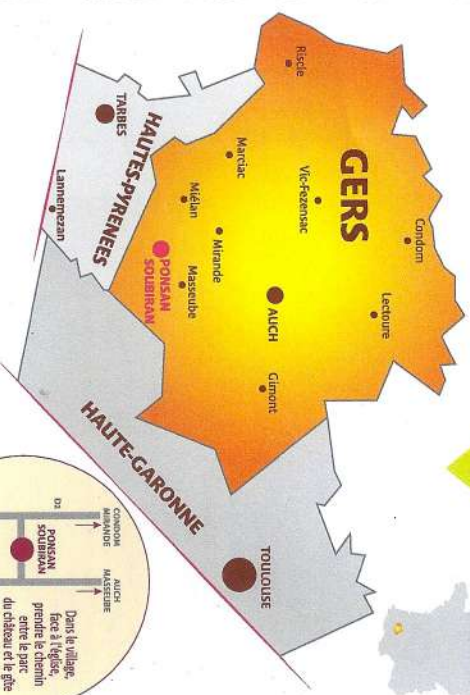 GERS
Condom
Lectoure
Riscle
Vic-Fezensac
AUCH
Gimont
Marciac
Mirande
Miélan
Masseube
PONSAN
SOUBIRAN
HAUTES-PYRENEES
TARBES
Lannemezan
HAUTE-GARONNE
TOULOUSE
CONDOM
MIRANDE
AUCH
MASSEUBE
D2
PONSAN
SOUBIRAN
Dans le village,
face à l'église,
prendre le chemin
entre le parc
du château et le gîte